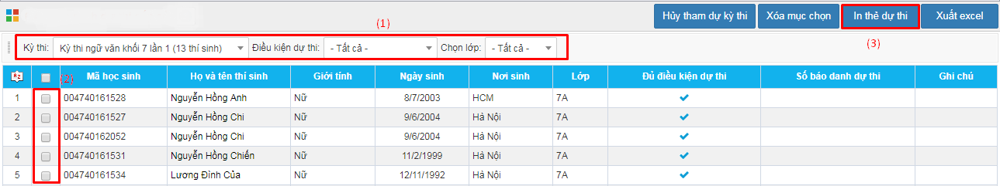 Hủy tham dự kỳ thi Xóa mục chọn In thẻ dự thi Xuất excel
(1)
(3)
Kỳ thi: Kỳ thi ngữ văn khối 7 lần 1 (13 thí sinh) Điều kiện dự thi: - Tất cả - Chọn lớp: - Tất cả -
(2) Mã học sinh Họ và tên thí sinh Giới tính Ngày sinh Nơi sinh Lớp Đủ điều kiện dự thi Số báo danh dự thi Ghi chú
1 004740161528 Nguyễn Hồng Anh Nữ 8/7/2003 HCM 7A
2 004740161527 Nguyễn Hồng Chi Nữ 9/6/2004 Hà Nội 7A
3 004740162052 Nguyễn Hồng Chi Nữ 9/6/2004 Hà Nội 7A
4 004740161531 Nguyễn Hồng Chiến Nữ 11/2/1999 Hà Nội 7A
5 004740161534 Lương Đình Của Nữ 12/11/1992 Hà Nội 7A